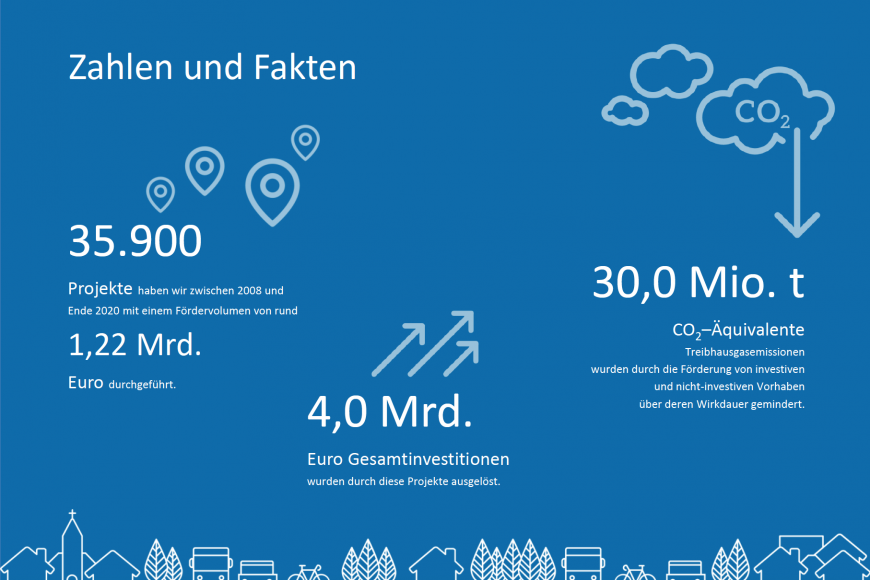 Zahlen und Fakten
35.900
Projekte haben wir zwischen 2008 und
Ende 2020 mit einem Fördervolumen von rund
1,22 Mrd.
Euro durchgeführt.
4,0 Mrd.
Euro Gesamtinvestitionen
wurden durch diese Projekte ausgelöst.
CO₂
30,0 Mio. t
CO₂–Äquivalente
Treibhausgasemissionen
wurden durch die Förderung von investiven
und nicht-investiven Vorhaben
über deren Wirkdauer gemindert.